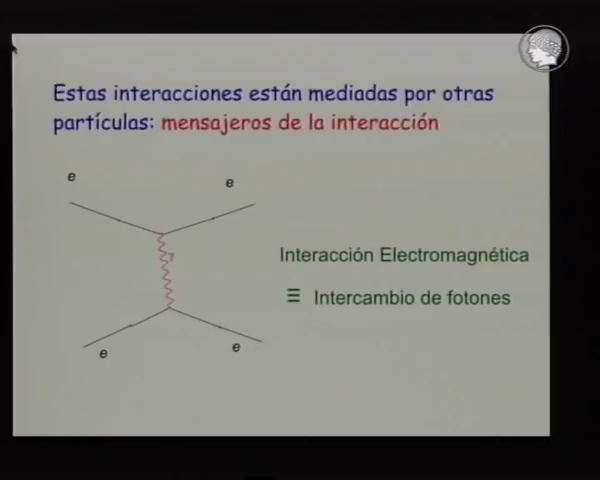 Estas interacciones están mediadas por otras
partículas: mensajeros de la interacción
e
e
γ
Interacción Electromagnética
≡ Intercambio de fotones
e
e